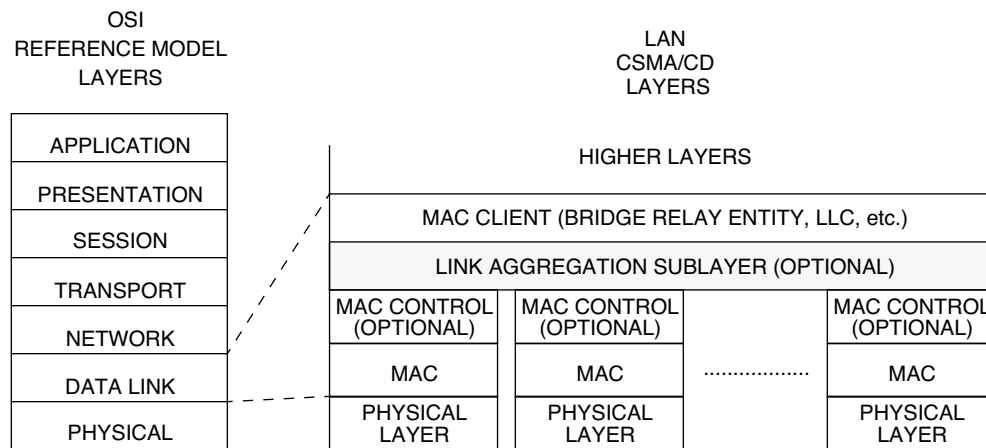 OSI
REFERENCE MODEL
LAYERS
APPLICATION
PRESENTATION
SESSION
TRANSPORT
NETWORK
DATA LINK
PHYSICAL
LAN
CSMA/CD
LAYERS
HIGHER LAYERS
MAC CLIENT (BRIDGE RELAY ENTITY, LLC, etc.)
LINK AGGREGATION SUBLAYER (OPTIONAL)
MAC CONTROL
(OPTIONAL)
MAC CONTROL
(OPTIONAL)
MAC CONTROL
(OPTIONAL)
MAC
MAC
..................
MAC
PHYSICAL
LAYER
PHYSICAL
LAYER
PHYSICAL
LAYER